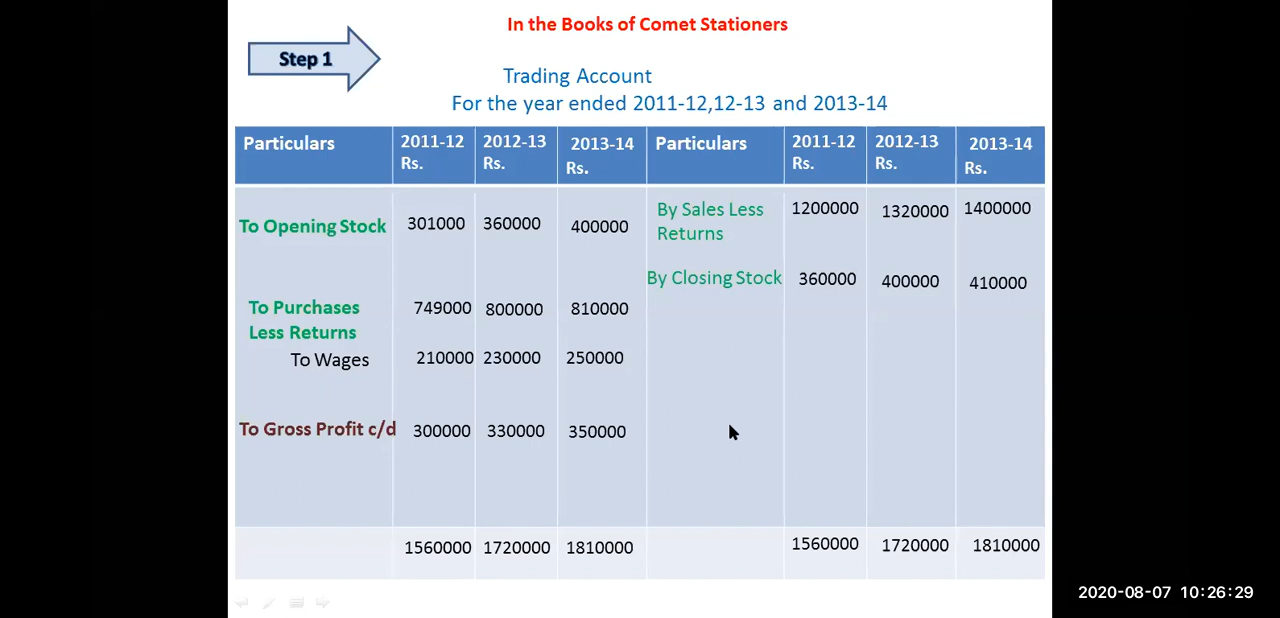 In the Books of Comet Stationers
Step 1
Trading Account
For the year ended 2011-12,12-13 and 2013-14
Particulars 2011-12 Rs. 2012-13 Rs. 2013-14 Rs. Particulars 2011-12 Rs. 2012-13 Rs. 2013-14 Rs.
To Opening Stock 301000 360000 400000 By Sales Less Returns 1200000 1320000 1400000
By Closing Stock 360000 400000 410000
To Purchases Less Returns 749000 800000 810000
To Wages 210000 230000 250000
To Gross Profit c/d 300000 330000 350000
1560000 1720000 1810000 1560000 1720000 1810000
2020-08-07 10:26:29